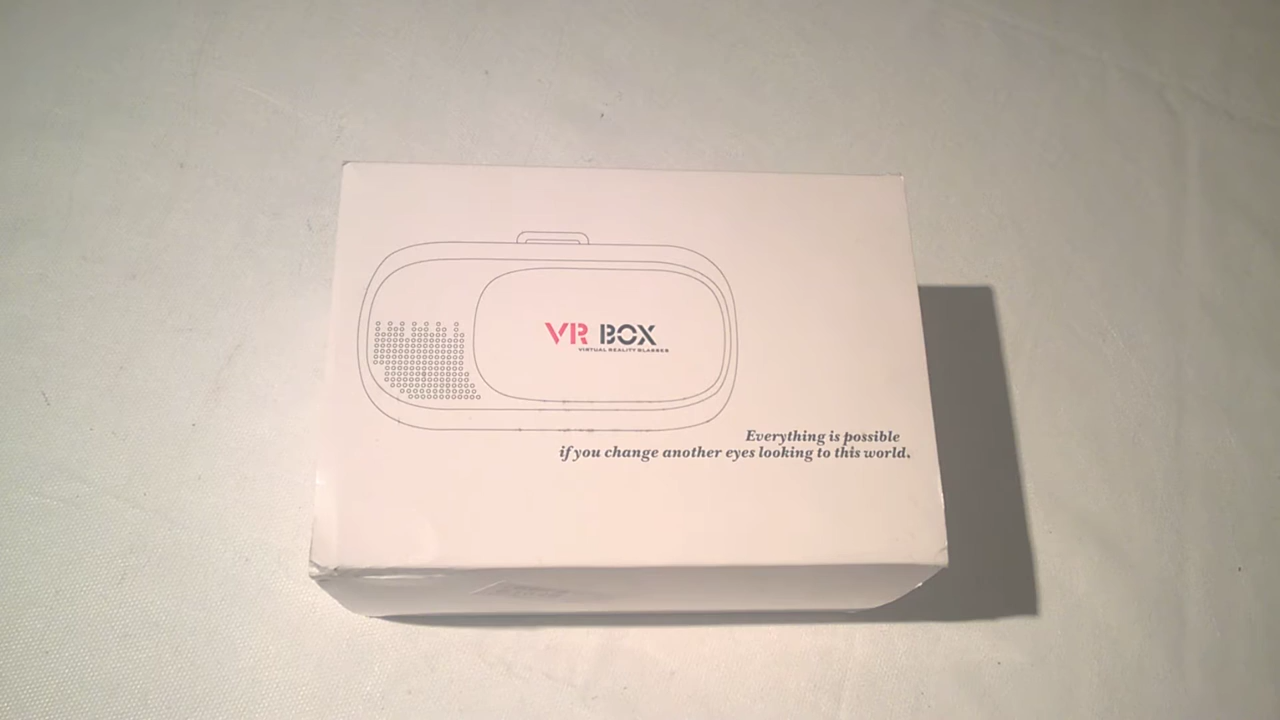 VR BOX
VIRTUAL REALITY GLASSES
Everything is possible
if you change another eyes looking to this world.